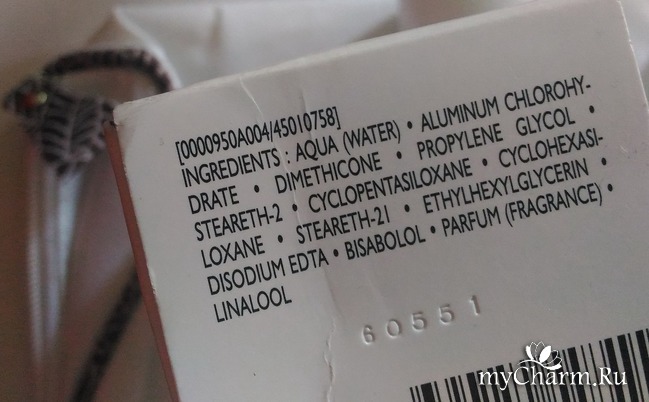 [0000950A004/45010758]
INGREDIENTS : AQUA (WATER) • ALUMINUM CHLOROHY-
DRATE • DIMETHICONE • PROPYLENE GLYCOL •
STEARETH-2 • CYCLOPENTASILOXANE • CYCLOHEXASI-
LOXANE • STEARETH-21 • ETHYLHEXYLGLYCERIN •
DISODIUM EDTA • BISABOLOL • PARFUM (FRAGRANCE) •
LINALOOL
60551
myCharm.Ru